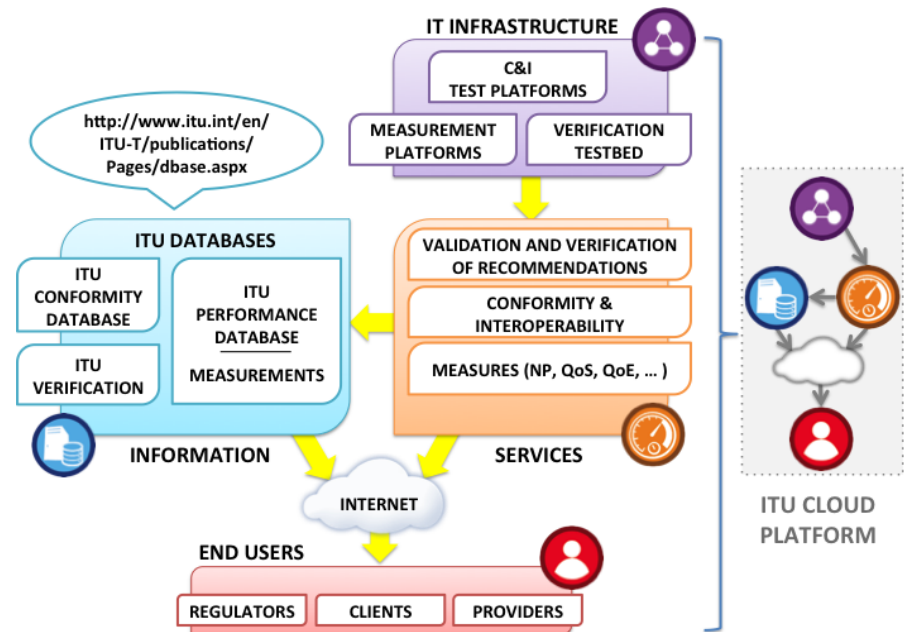 IT INFRASTRUCTURE
C&I
TEST PLATFORMS
MEASUREMENT
PLATFORMS
VERIFICATION
TESTBED
http://www.itu.int/en/
ITU-T/publications/
Pages/dbase.aspx
ITU DATABASES
ITU
CONFORMITY
DATABASE
ITU
VERIFICATION
ITU
PERFORMANCE
DATABASE
MEASUREMENTS
INFORMATION
VALIDATION AND VERIFICATION
OF RECOMMENDATIONS
CONFORMITY &
INTEROPERABILITY
MEASURES (NP, QoS, QoE, ... )
SERVICES
INTERNET
END USERS
REGULATORS
CLIENTS
PROVIDERS
ITU CLOUD
PLATFORM